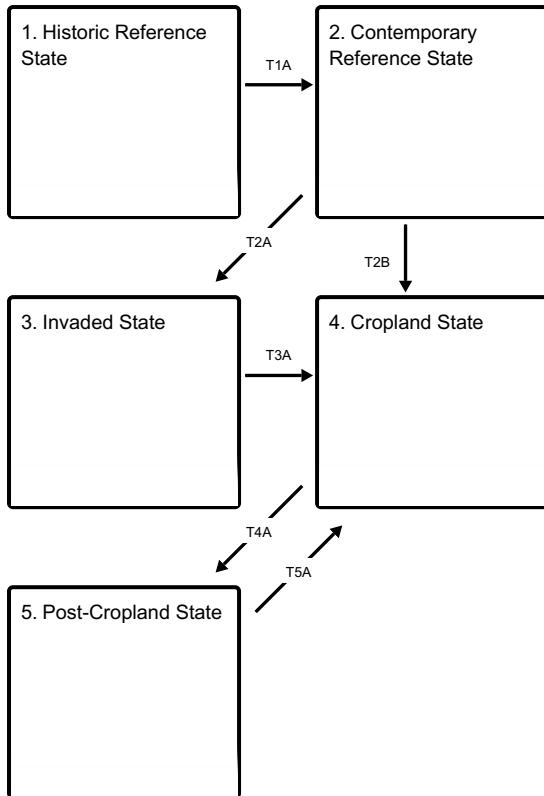 1. Historic Reference
State
T1A
2. Contemporary
Reference State
T2A
T2B
3. Invaded State
T3A
4. Cropland State
T4A
T5A
5. Post-Cropland State